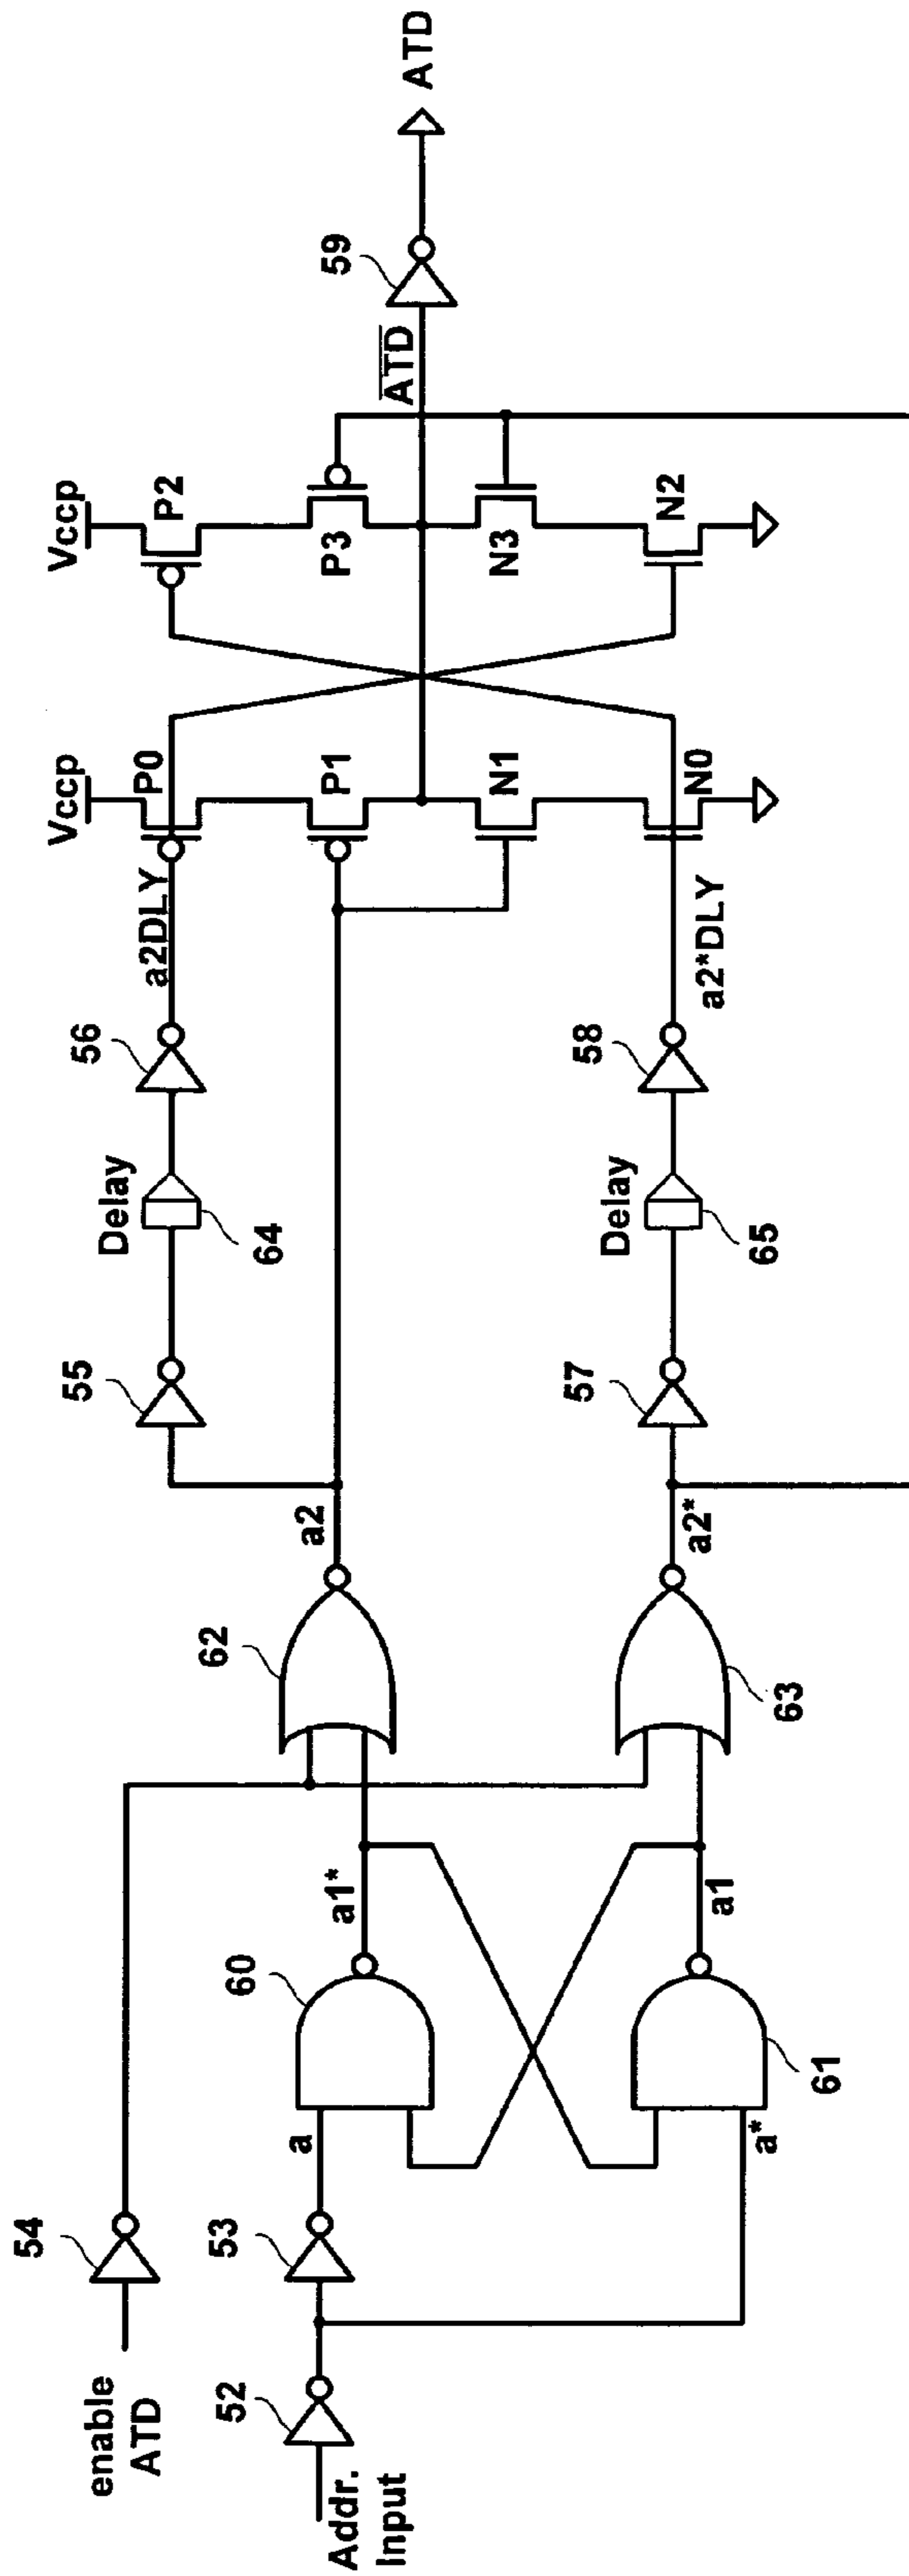 enable
ATD
54
Addr.
Input
52
53
a
a*
60
61
a1*
a1
62
63
a2
a2*
55
Delay
64
56
a2DLY
57
Delay
65
58
a2*DLY
Vccp
P0
P1
N1
N0
Vccp
P2
P3
N3
N2
ATD
59
ATD